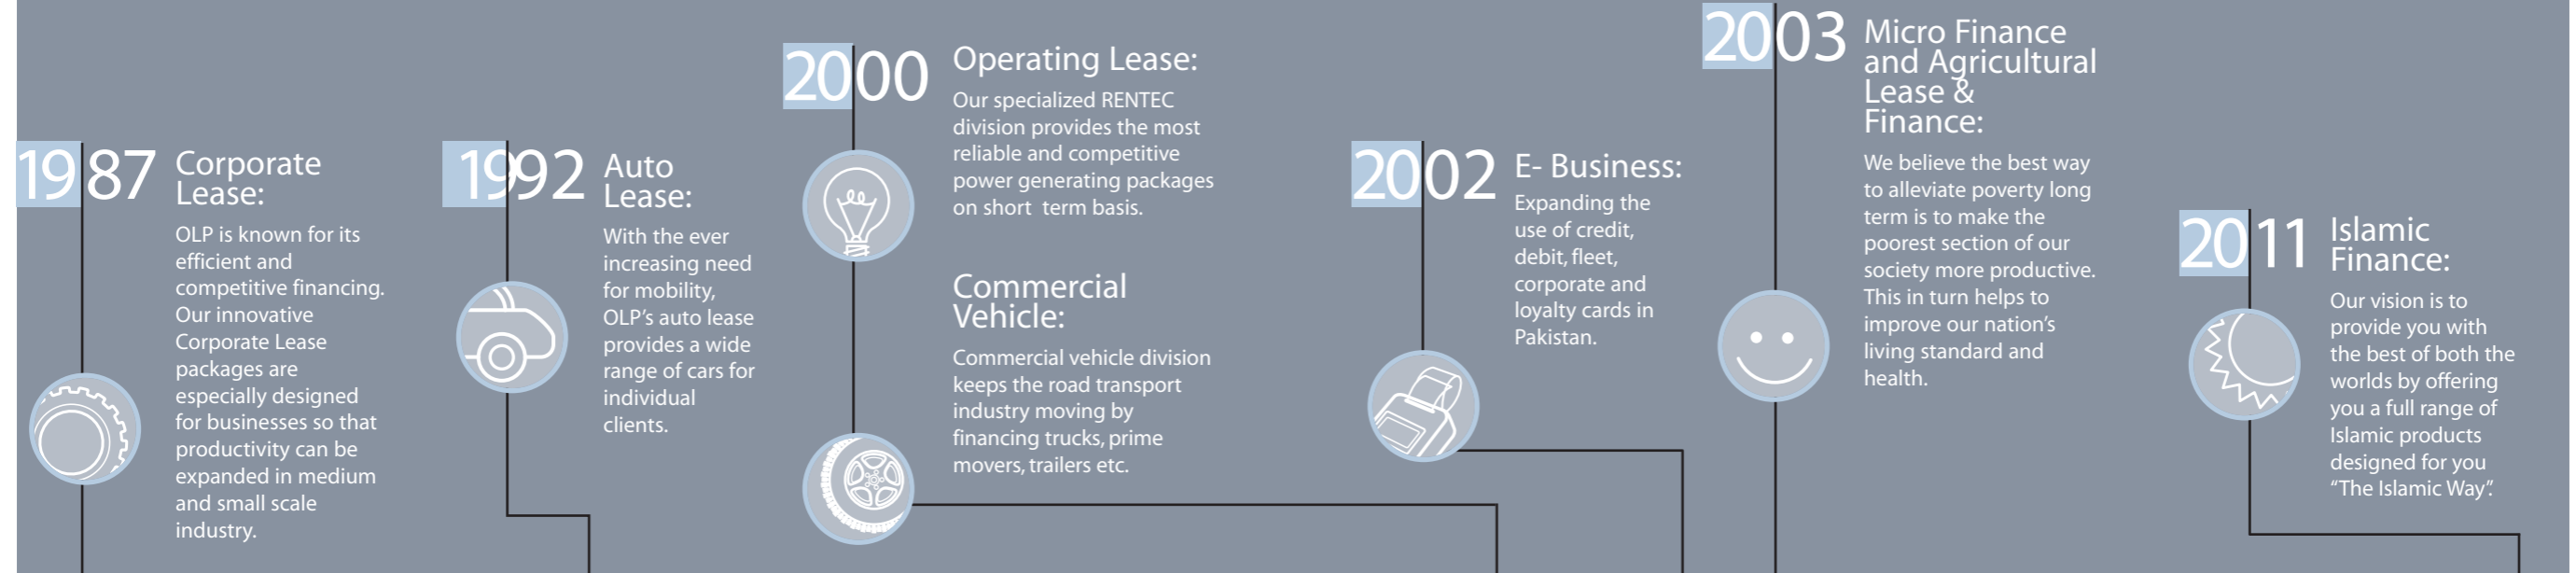 1987
Corporate
Lease:
OLP is known for its
efficient and
competitive financing.
Our innovative
Corporate Lease
packages are
especially designed
for businesses so that
productivity can be
expanded in medium
and small scale
industry.
1992
Auto
Lease:
With the ever
increasing need
for mobility,
OLP’s auto lease
provides a wide
range of cars for
individual
clients.
2000
Operating Lease:
Our specialized RENTEC
division provides the most
reliable and competitive
power generating packages
on short term basis.
Commercial
Vehicle:
Commercial vehicle division
keeps the road transport
industry moving by
financing trucks, prime
movers, trailers etc.
2002
E- Business:
Expanding the
use of credit,
debit, fleet,
corporate and
loyalty cards in
Pakistan.
2003
Micro Finance
and Agricultural
Lease &
Finance:
We believe the best way
to alleviate poverty long
term is to make the
poorest section of our
society more productive.
This in turn helps to
improve our nation’s
living standard and
health.
2011
Islamic
Finance:
Our vision is to
provide you with
the best of both the
worlds by offering
you a full range of
Islamic products
designed for you
“The Islamic Way”.